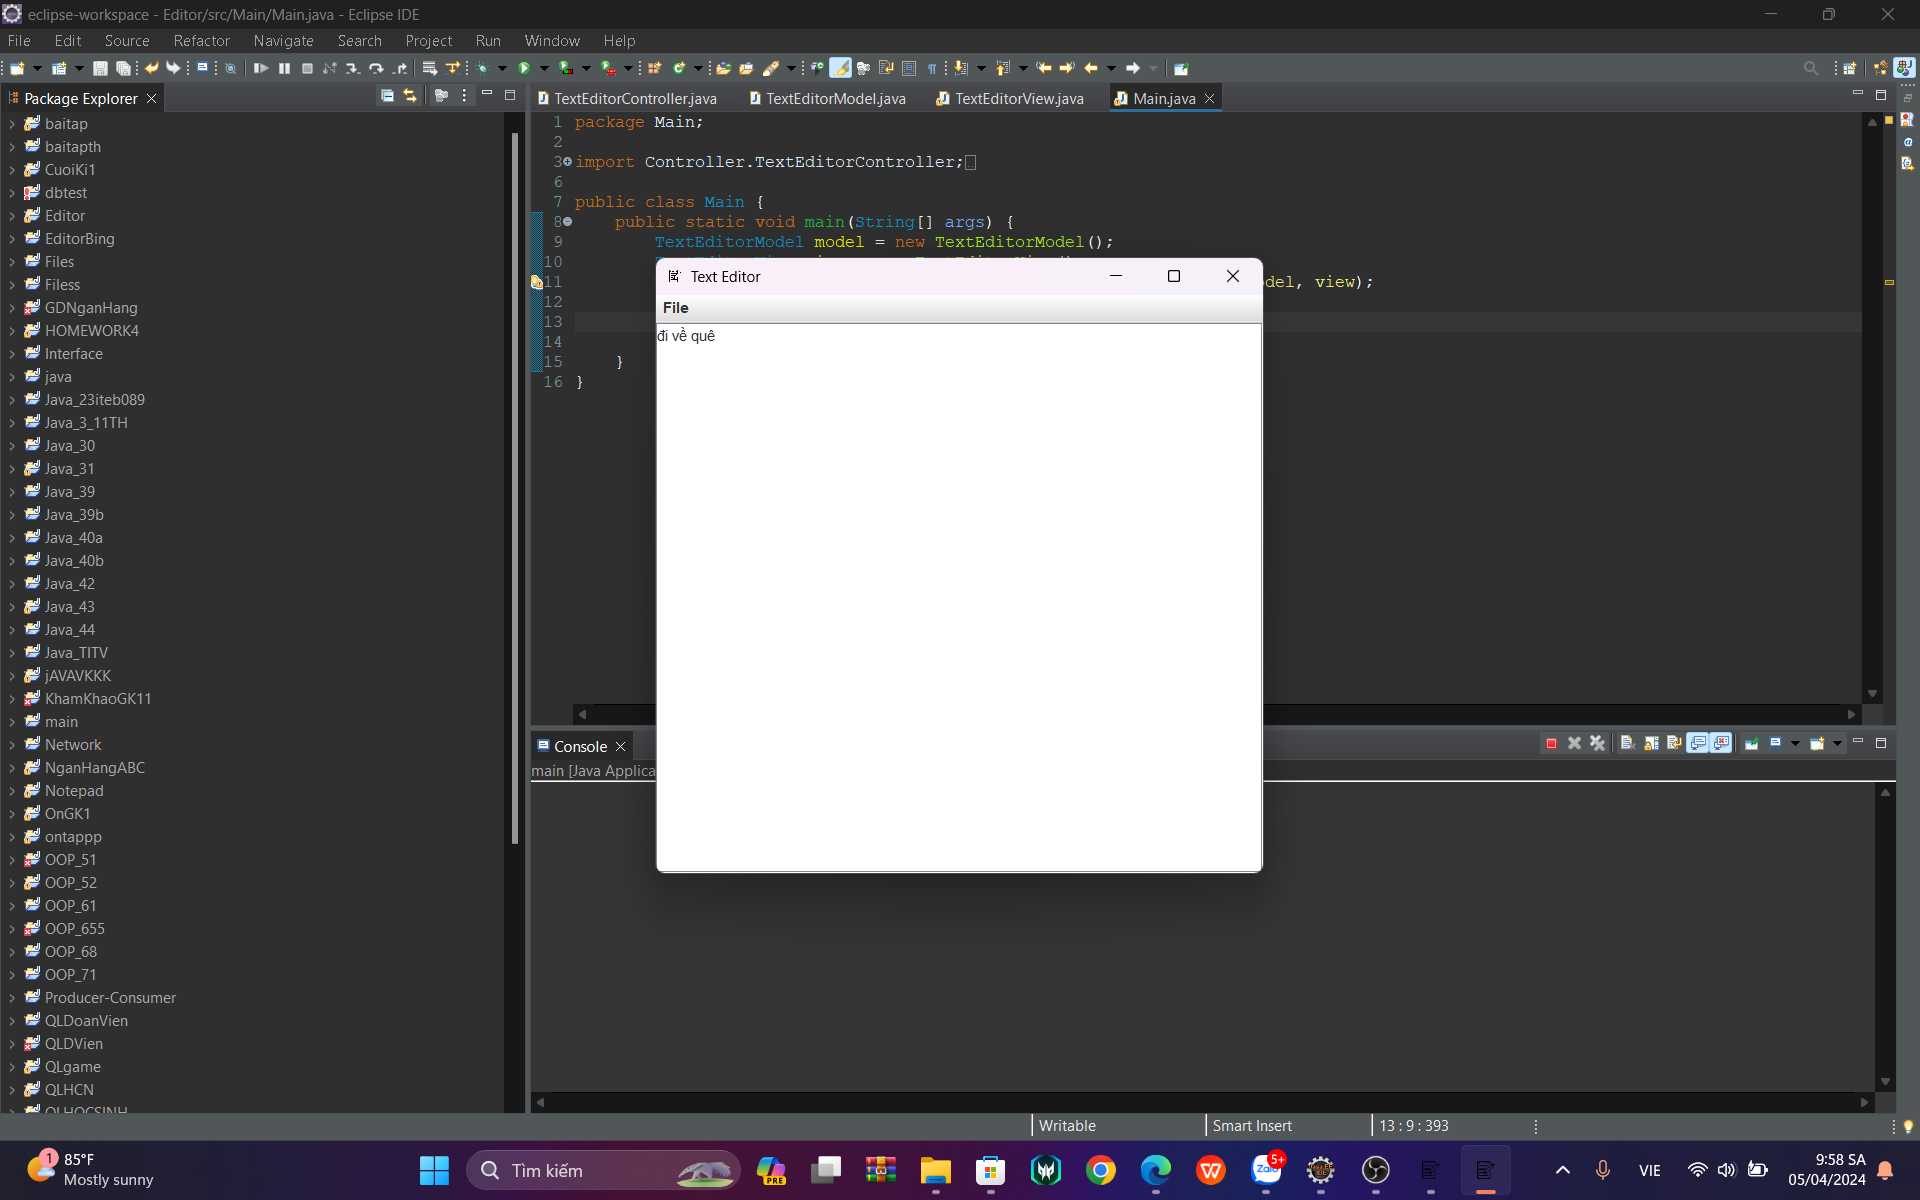 eclipse-workspace - Editor/src/Main/Main.java - Eclipse IDE
File Edit Source Refactor Navigate Search Project Run Window Help
Package Explorer
baitap
baitapth
CuoiKi1
dbtest
Editor
EditorBing
Files
Filess
GDNganHang
HOMEWORK4
Interface
java
Java_23iteb089
Java_3_11TH
Java_30
Java_31
Java_39
Java_39b
Java_40a
Java_40b
Java_42
Java_43
Java_44
Java_TITV
jAVAVKKK
KhamKhaoGK11
main
Network
NganHangABC
Notepad
OnGK1
ontappp
OOP_51
OOP_52
OOP_61
OOP_655
OOP_68
OOP_71
Producer-Consumer
QLDoanVien
QLDVien
QLgame
QLHCN
QLHOCSINH
TextEditorController.java TextEditorModel.java TextEditorView.java Main.java
1 package Main;
2
3 import Controller.TextEditorController;
6
7 public class Main {
8 public static void main(String[] args) {
9 TextEditorModel model = new TextEditorModel();
10
11 del, view);
12
13
14
15 }
16 }
Text Editor
File
đi về quê
Console
main [Java Applica
Writable Smart Insert 13 : 9 : 393
1 85°F
Mostly sunny
Tìm kiếm
PRE
Zalo 5+
VIE
9:58 SA
05/04/2024